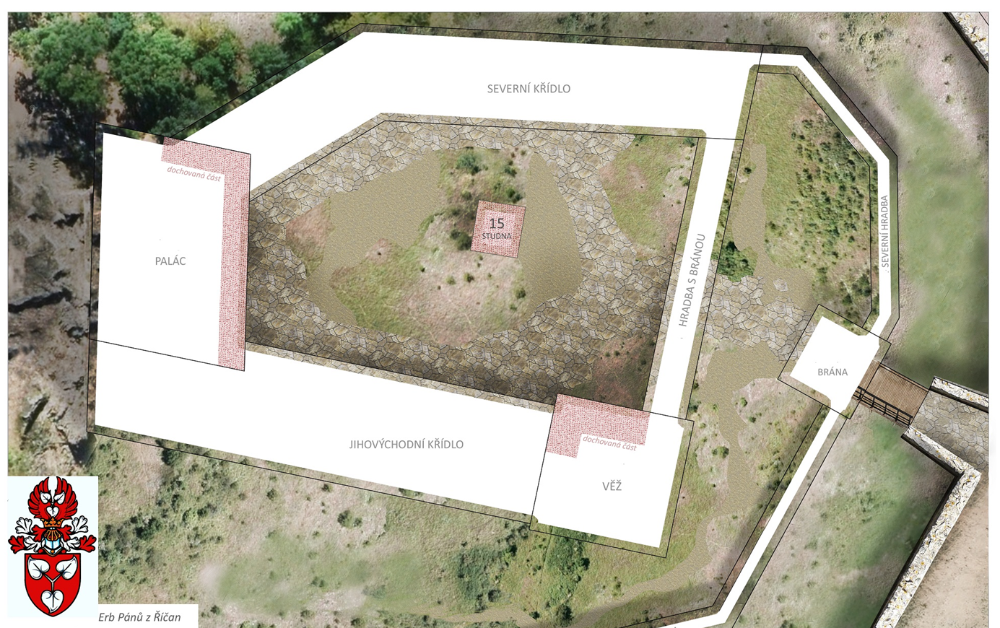 SEVERNÍ KŘÍDLO
dochovaná část
15
STUDNA
PALÁC
HRADBA S BRÁNOU
SEVERNÍ HRADBA
BRÁNA
JIHOVÝCHODNÍ KŘÍDLO
dochovaná část
VĚŽ
Erb Pánů z Říčan